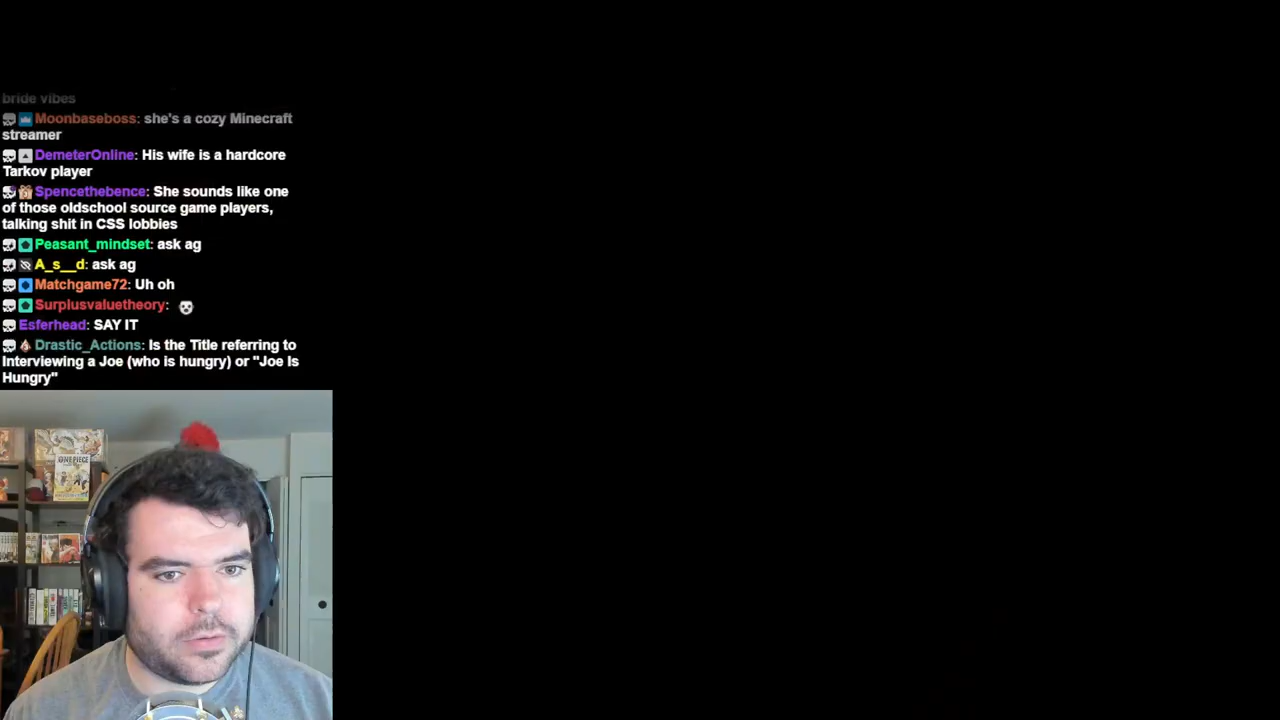 bride vibes
Moonbaseboss: she's a cozy Minecraft
streamer
DemeterOnline: His wife is a hardcore
Tarkov player
Spencethebence: She sounds like one
of those oldschool source game players,
talking shit in CSS lobbies
Peasant_mindset: ask ag
A_s__d: ask ag
Matchgame72: Uh oh
Surplusvaluetheory:
Esferhead: SAY IT
Drastic_Actions: Is the Title referring to
Interviewing a Joe (who is hungry) or "Joe Is
Hungry"
ONE PIECE